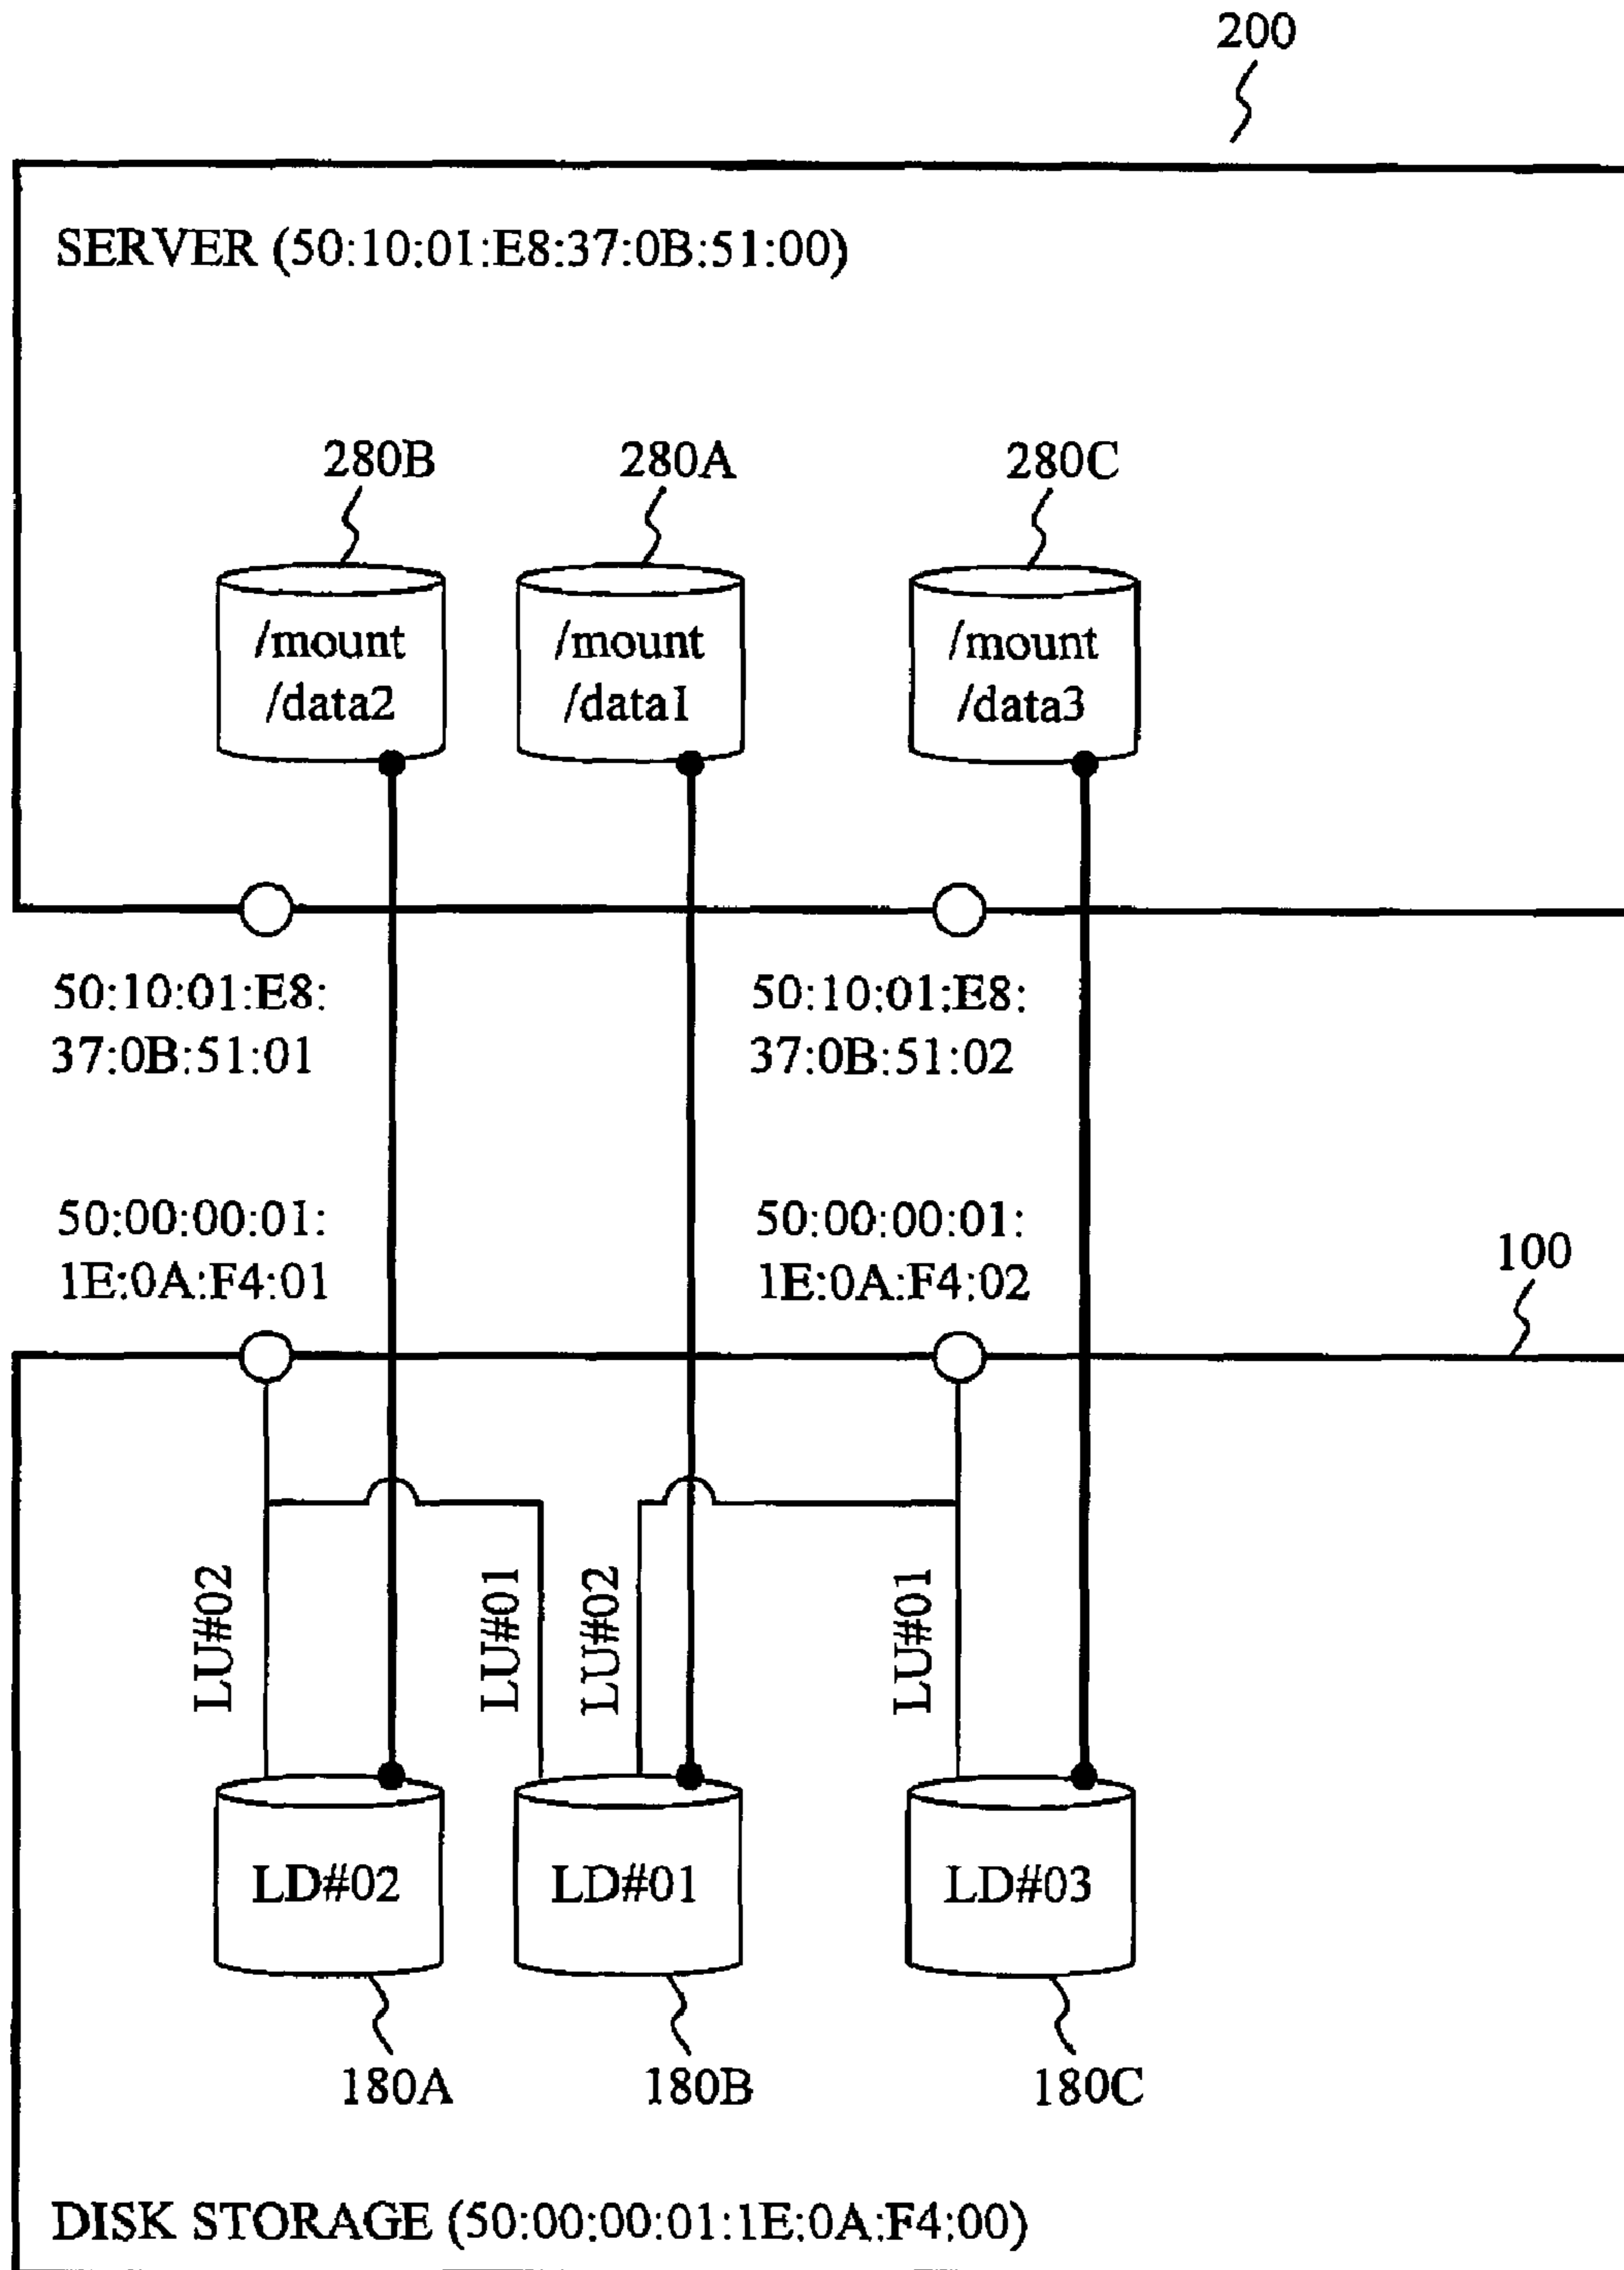 200
SERVER (50:10:01:E8:37:0B:51:00)
280B
280A
280C
/mount
/data2
/mount
/data1
/mount
/data3
50:10:01:E8:
37:0B:51:01
50:10:01:E8:
37:0B:51:02
50:00:00:01:
1E:0A:F4:01
50:00:00:01:
1E:0A:F4:02
100
LU#02
LU#01
LU#02
LU#01
LD#02
LD#01
LD#03
180A
180B
180C
DISK STORAGE (50:00:00:01:1E:0A:F4:00)